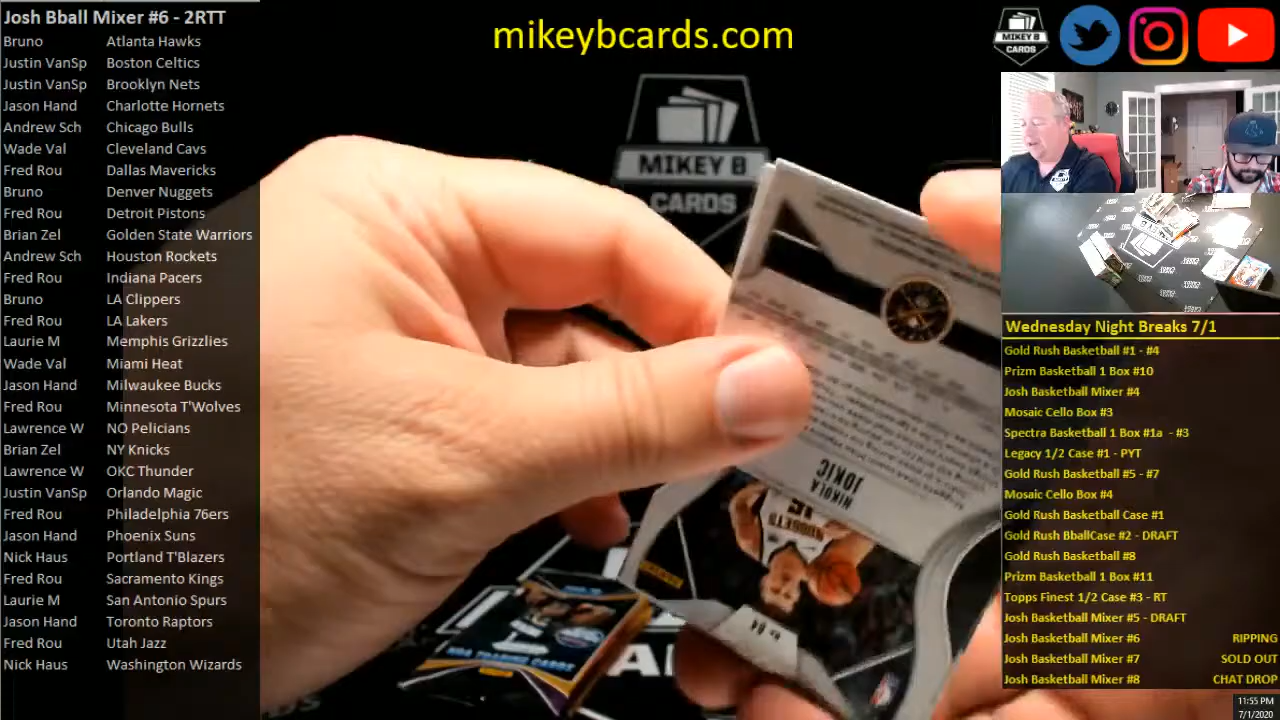 Josh Bball Mixer #6 - 2RTT
Bruno Atlanta Hawks
Justin VanSp Boston Celtics
Justin VanSp Brooklyn Nets
Jason Hand Charlotte Hornets
Andrew Sch Chicago Bulls
Wade Val Cleveland Cavs
Fred Rou Dallas Mavericks
Bruno Denver Nuggets
Fred Rou Detroit Pistons
Brian Zel Golden State Warriors
Andrew Sch Houston Rockets
Fred Rou Indiana Pacers
Bruno LA Clippers
Fred Rou LA Lakers
Laurie M Memphis Grizzlies
Wade Val Miami Heat
Jason Hand Milwaukee Bucks
Fred Rou Minnesota T'Wolves
Lawrence W NO Pelicians
Brian Zel NY Knicks
Lawrence W OKC Thunder
Justin VanSp Orlando Magic
Fred Rou Philadelphia 76ers
Jason Hand Phoenix Suns
Nick Haus Portland T'Blazers
Fred Rou Sacramento Kings
Laurie M San Antonio Spurs
Jason Hand Toronto Raptors
Fred Rou Utah Jazz
Nick Haus Washington Wizards
mikeybcards.com
MIKEY B
CARDS
MIKEY B
CARDS
NIKOLA
JOKIC
NUGGETS
15
NBA TRADING CARDS
Wednesday Night Breaks 7/1
Gold Rush Basketball #1 - #4
Prizm Basketball 1 Box #10
Josh Basketball Mixer #4
Mosaic Cello Box #3
Spectra Basketball 1 Box #1a - #3
Legacy 1/2 Case #1 - PYT
Gold Rush Basketball #5 - #7
Mosaic Cello Box #4
Gold Rush Basketball Case #1
Gold Rush BballCase #2 - DRAFT
Gold Rush Basketball #8
Prizm Basketball 1 Box #11
Topps Finest 1/2 Case #3 - RT
Josh Basketball Mixer #5 - DRAFT
Josh Basketball Mixer #6 RIPPING
Josh Basketball Mixer #7 SOLD OUT
Josh Basketball Mixer #8 CHAT DROP
11:55 PM
7/1/2020